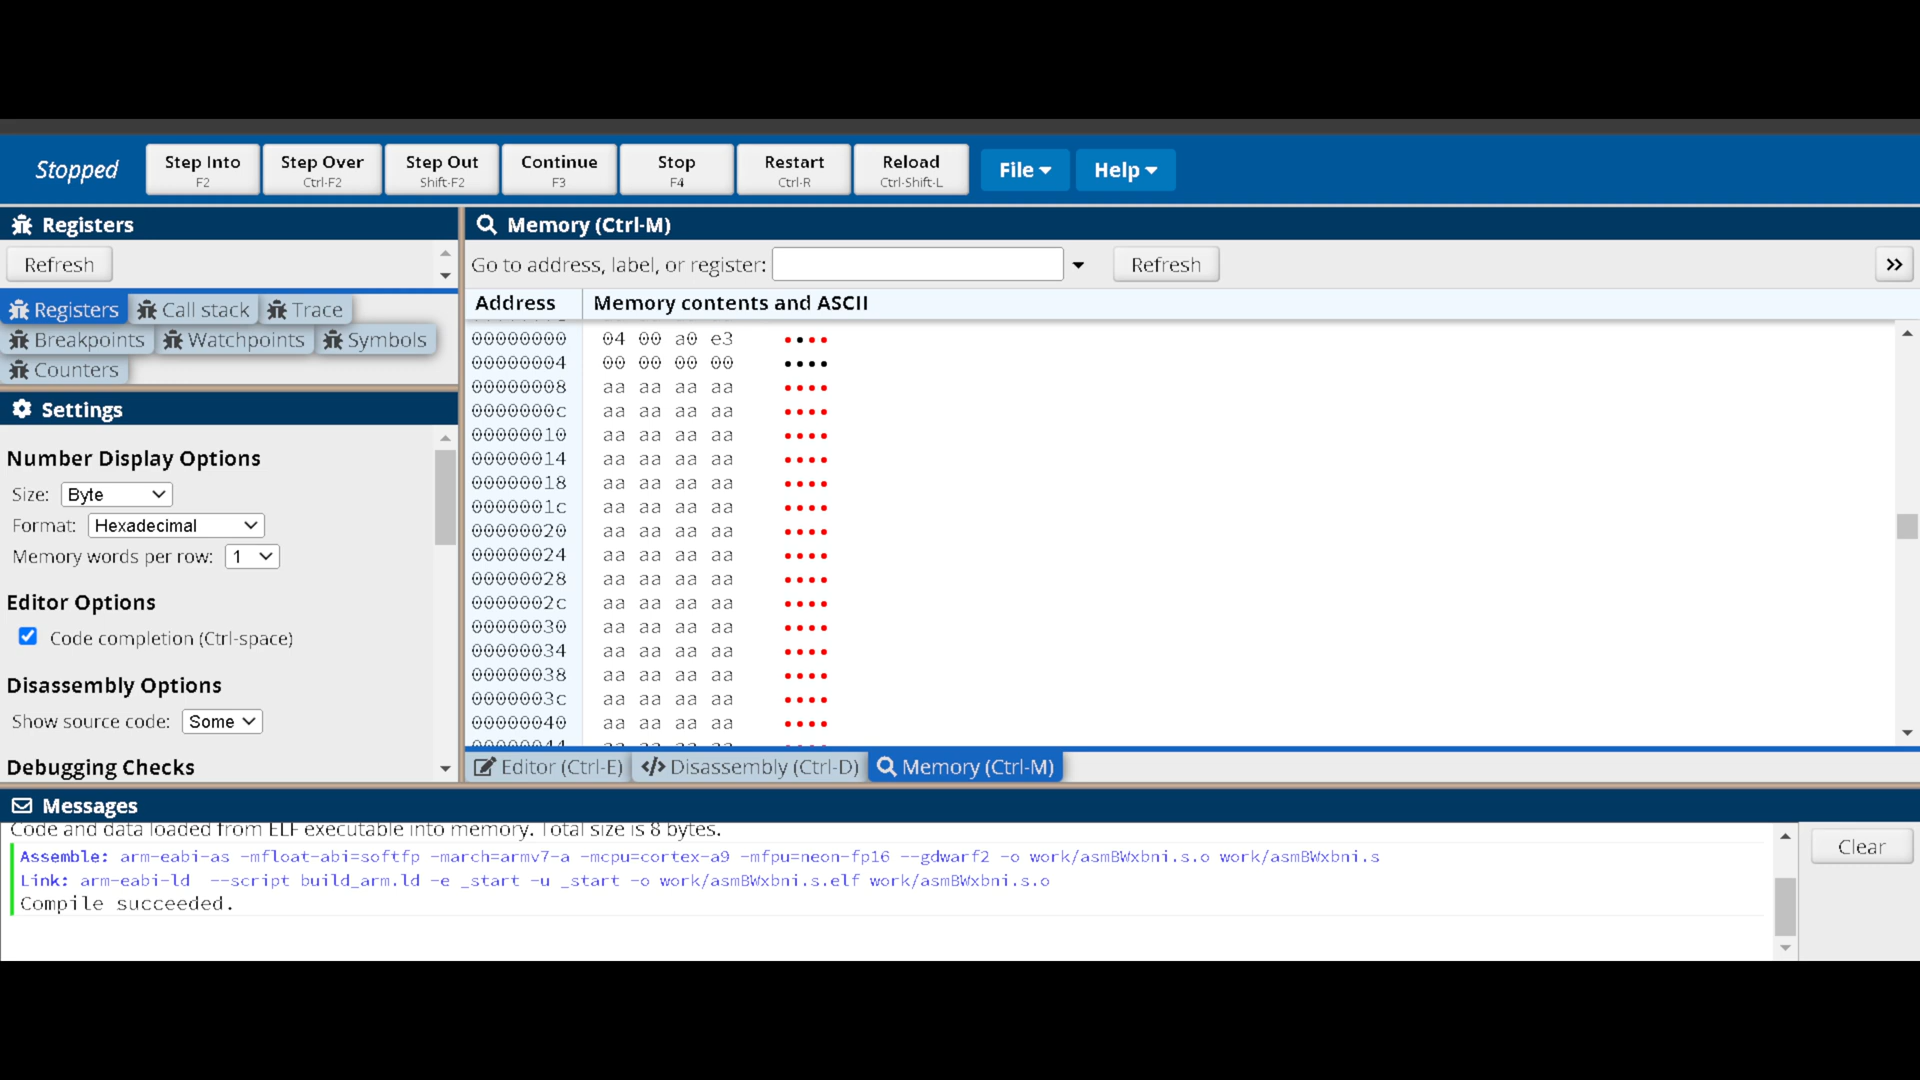 Stopped
Step Into
F2
Step Over
Ctrl-F2
Step Out
Shift-F2
Continue
F3
Stop
F4
Restart
Ctrl-R
Reload
Ctrl-Shift-L
File
Help
Registers
Refresh
Registers
Call stack
Trace
Breakpoints
Watchpoints
Symbols
Counters
Settings
Number Display Options
Size: Byte
Format: Hexadecimal
Memory words per row: 1
Editor Options
Code completion (Ctrl-space)
Disassembly Options
Show source code: Some
Debugging Checks
Memory (Ctrl-M)
Go to address, label, or register:
Refresh
Address Memory contents and ASCII
00000000 04 00 a0 e3
00000004 00 00 00 00
00000008 aa aa aa aa
0000000c aa aa aa aa
00000010 aa aa aa aa
00000014 aa aa aa aa
00000018 aa aa aa aa
0000001c aa aa aa aa
00000020 aa aa aa aa
00000024 aa aa aa aa
00000028 aa aa aa aa
0000002c aa aa aa aa
00000030 aa aa aa aa
00000034 aa aa aa aa
00000038 aa aa aa aa
0000003c aa aa aa aa
00000040 aa aa aa aa
00000044 aa aa aa aa
Editor (Ctrl-E)
Disassembly (Ctrl-D)
Memory (Ctrl-M)
Messages
Code and data loaded from ELF executable into memory. Total size is 8 bytes.
Assemble: arm-eabi-as -mfloat-abi=softfp -march=armv7-a -mcpu=cortex-a9 -mfpu=neon-fp16 --gdwarf2 -o work/asmBWxbni.s.o work/asmBWxbni.s
Link: arm-eabi-ld --script build_arm.ld -e _start -u _start -o work/asmBWxbni.s.elf work/asmBWxbni.s.o
Compile succeeded.
Clear